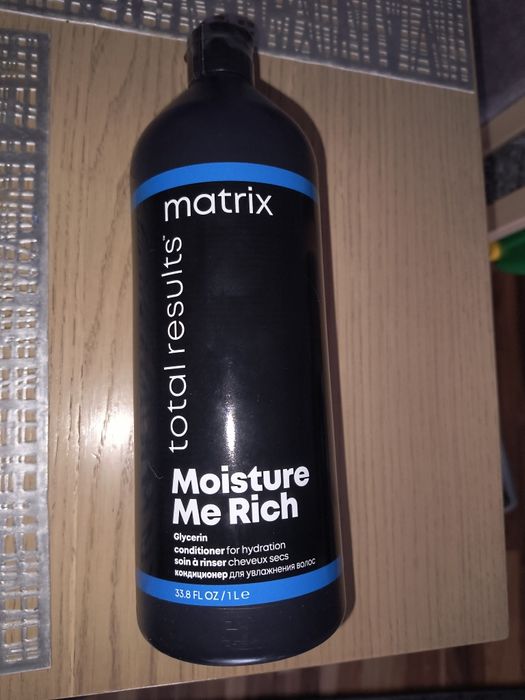 matrix
total results™
Moisture
Me Rich
Glycerin
conditioner for hydration
soin à rinser cheveux secs
кондиционер для увлажнения волос
33.8 FL OZ / 1 L e